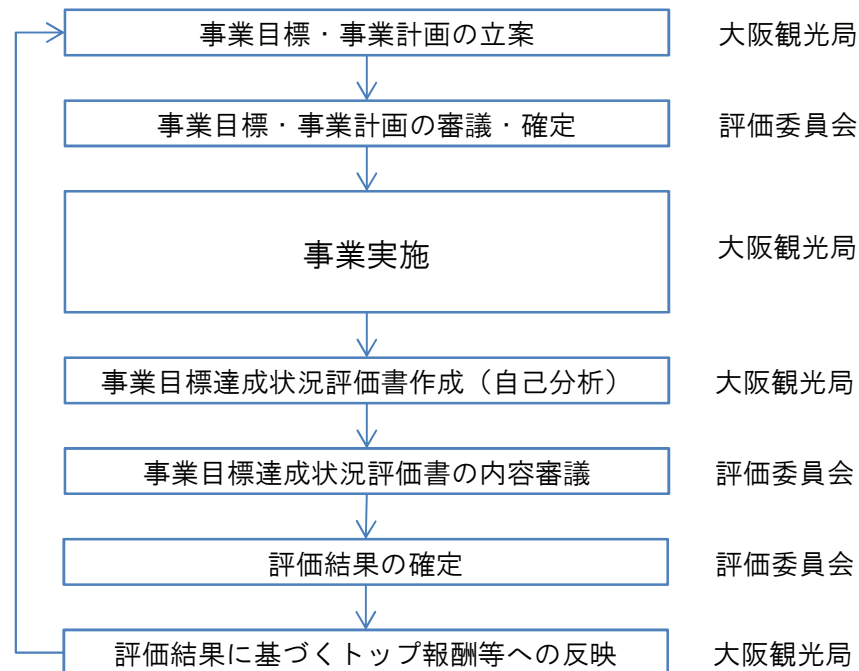 事業目標・事業計画の立案 大阪観光局
事業目標・事業計画の審議・確定 評価委員会
事業実施 大阪観光局
事業目標達成状況評価書作成（自己分析） 大阪観光局
事業目標達成状況評価書の内容審議 評価委員会
評価結果の確定 評価委員会
評価結果に基づくトップ報酬等への反映 大阪観光局